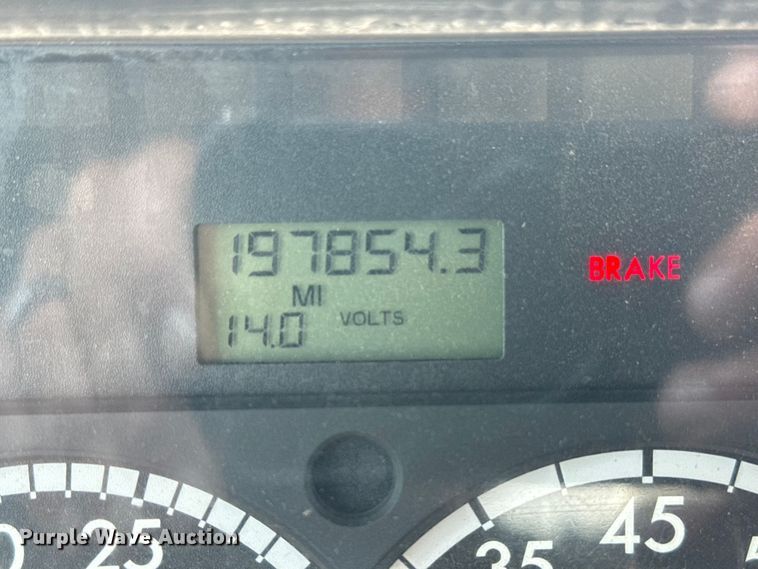 197854.3
BRAKE
MI
14.0 VOLTS
25
35
45
Purple Wave Auction